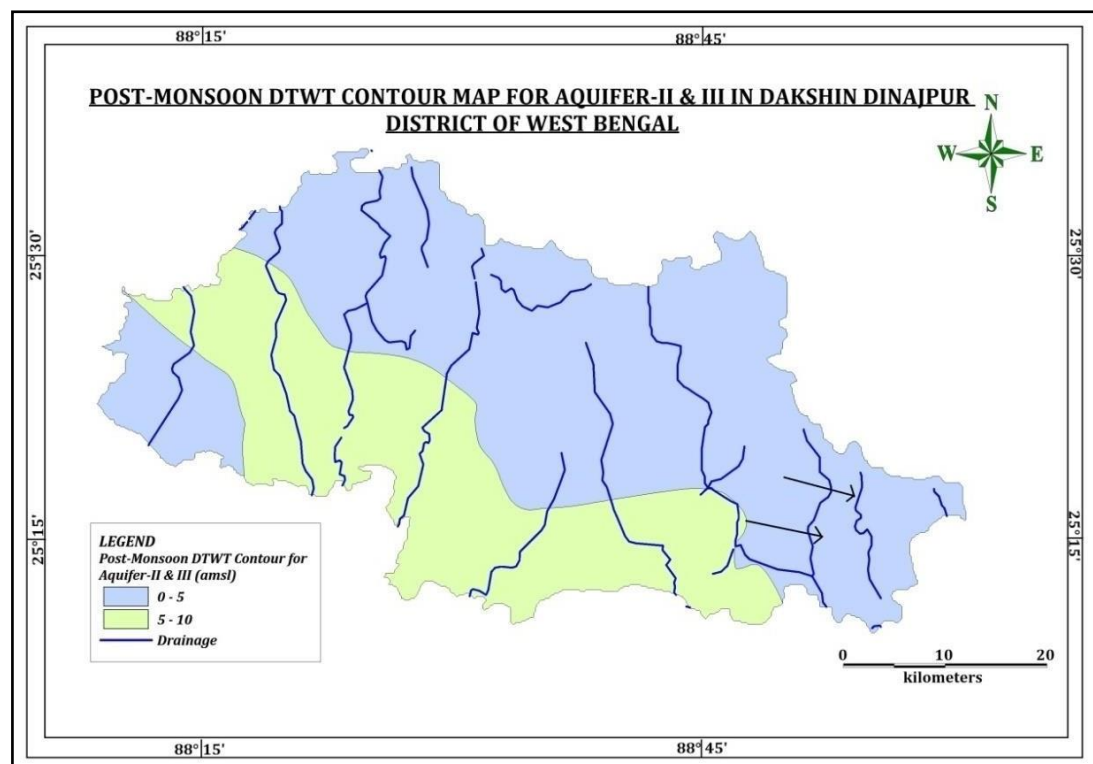 88°15' 88°45'
POST-MONSOON DTWT CONTOUR MAP FOR AQUIFER-II & III IN DAKSHIN DINAJPUR
DISTRICT OF WEST BENGAL
N
W E
S
25°30' 25°30'
25°15' 25°15'
LEGEND
Post-Monsoon DTWT Contour for
Aquifer-II & III (amsl)
0 - 5
5 - 10
Drainage
0 10 20
kilometers
88°15' 88°45'